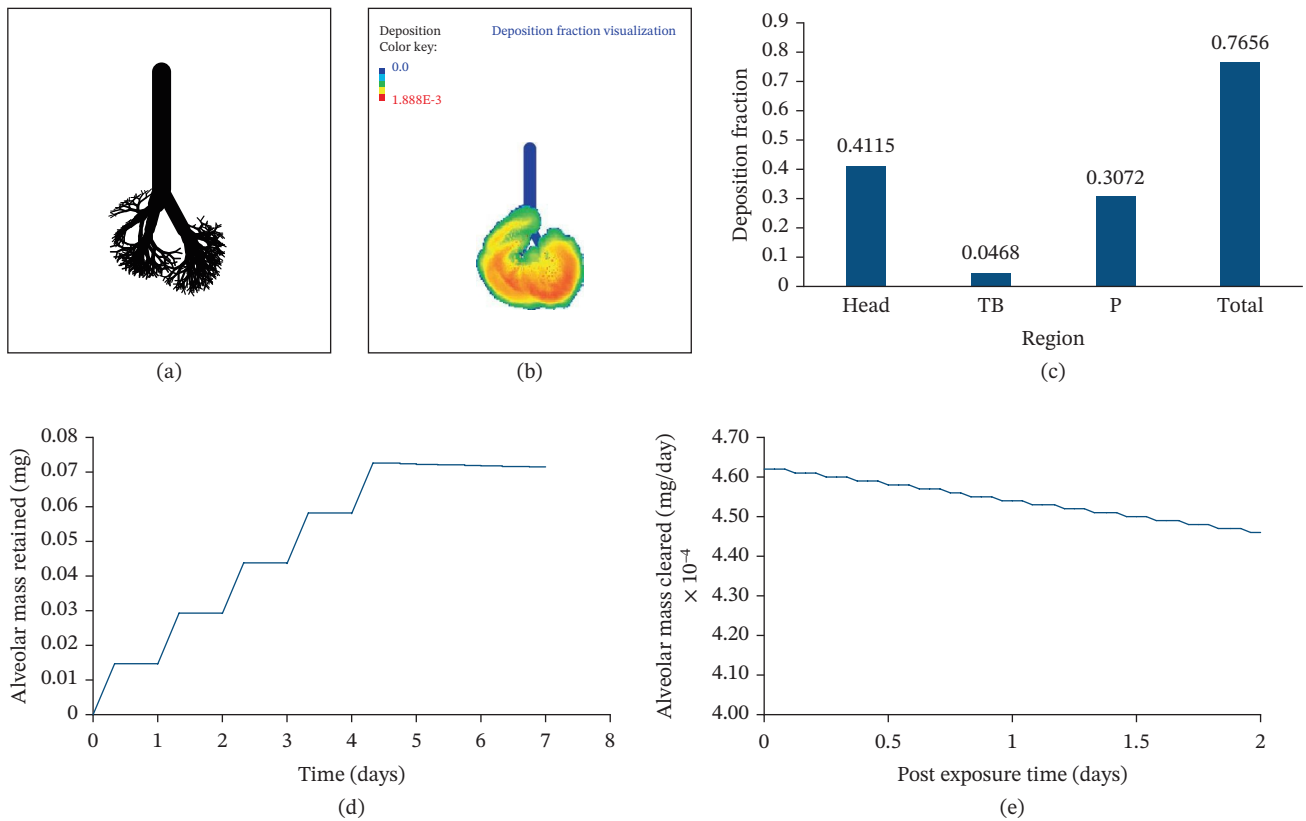 (a)
Deposition
Color key:
0.0
1.888E-3
Deposition fraction visualization
(b)
Deposition fraction
0.9
0.8
0.7
0.6
0.5
0.4
0.3
0.2
0.1
0
0.4115
0.0468
0.3072
0.7656
Head TB P Total
Region
(c)
Alveolar mass retained (mg)
0.08
0.07
0.06
0.05
0.04
0.03
0.02
0.01
0
0 1 2 3 4 5 6 7 8
Time (days)
(d)
Alveolar mass cleared (mg/day)
× 10⁻⁴
4.70
4.60
4.50
4.40
4.30
4.20
4.10
4.00
0 0.5 1 1.5 2
Post exposure time (days)
(e)